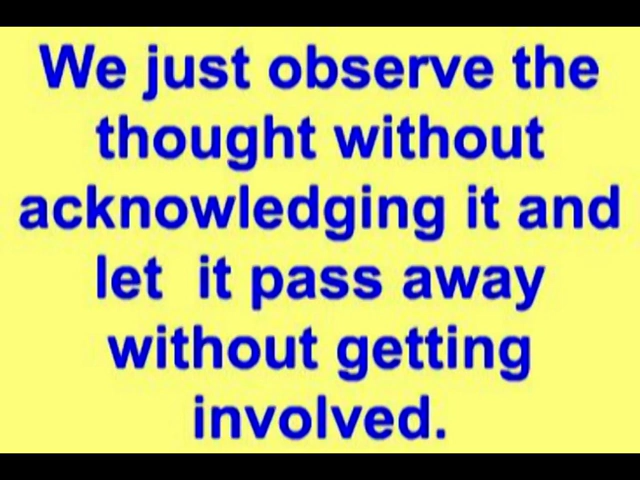 We just observe the
thought without
acknowledging it and
let  it pass away
without getting
involved.